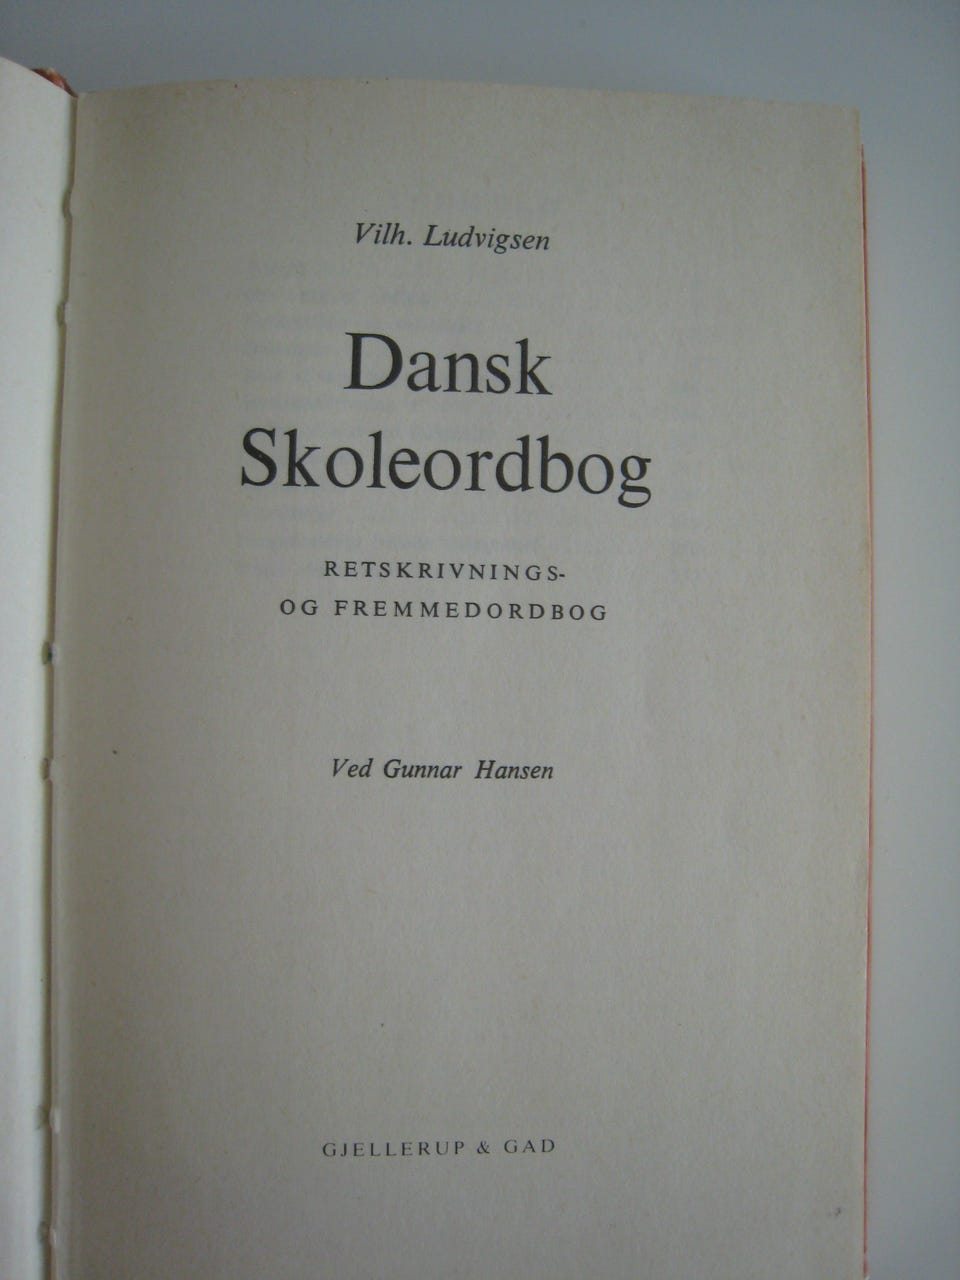 Vilh. Ludvigsen
Dansk
Skoleordbog
RETSKRIVNINGS-
OG FREMMEDORDBOG
Ved Gunnar Hansen
GJELLERUP & GAD